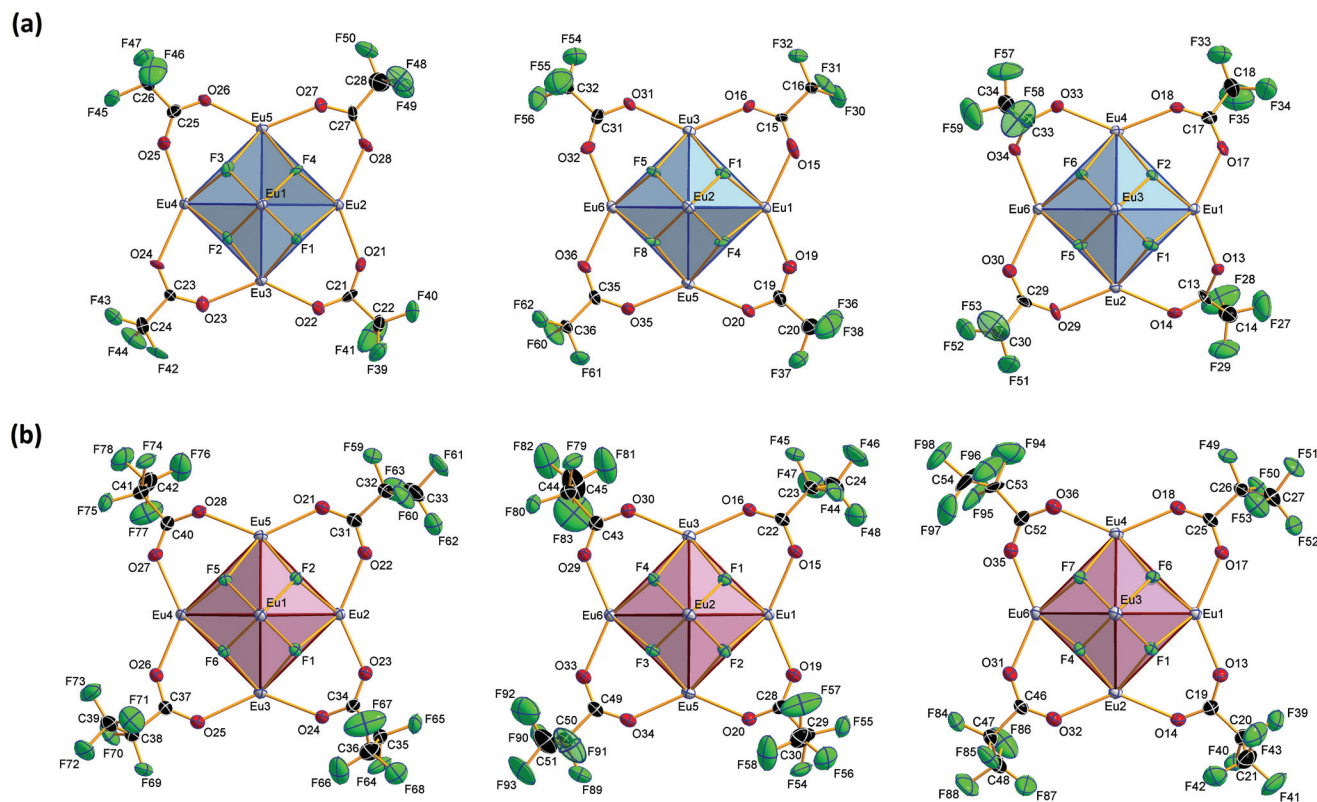 (a)
F47 F46 C26 F45 O26 C25 O25 Eu5 F50 F48 C28 F49 O27 C27 O28
F3 F4 Eu1 Eu4 Eu2 F2 F1
O24 C23 F43 O23 C24 F44 F42 Eu3 O21 C21 O22 C22 F40 F41 F39
F54 F55 C32 F56 O31 C31 O32 Eu3 F32 C16 F31 F30 O16 C15 O15
F5 F1 Eu2 Eu6 Eu1 F8 F4
O36 C35 F62 O35 C36 F60 F61 Eu5 O19 C19 O20 C20 F36 F38 F37
F57 C34 F58 F59 C33 O33 O34 Eu4 F33 C18 F34 F35 O18 C17 O17
F6 F2 Eu3 Eu6 Eu1 F5 F1
O30 C29 F53 F52 O29 C30 F51 Eu2 O13 C13 F28 O14 C14 F27 F29
(b)
F78 F74 F76 C41 C42 F75 F77 O28 C40 O27 Eu5 F59 F61 C32 F63 C33 F60 F62 O21 C31 O22
F5 F2 Eu1 Eu4 Eu2 F6 F1
O26 C37 F73 F71 C39 C38 O25 F70 F72 F69 Eu3 O23 C34 F67 F65 O24 C35 C36 F66 F64 F68
F82 F79 F81 C44 C45 F80 F83 O30 C43 O29 Eu3 F45 F46 F47 C23 C24 F44 F48 O16 C22 O15
F4 F1 Eu2 Eu6 Eu1 F3 F2
O33 C49 F92 C50 F90 F91 C51 O34 F93 F89 Eu5 O19 C28 F57 F55 O20 C29 C30 F58 F54 F56
F98 F94 F96 C54 C53 F97 F95 O36 C52 O35 Eu4 F49 F51 F50 C26 C27 F53 F52 O18 C25 O17
F7 F6 Eu3 Eu6 Eu1 F4 F1
O31 C46 F84 C47 F86 F85 O32 C48 F88 F87 Eu2 O13 C19 F39 O14 C20 F43 F40 C21 F42 F41